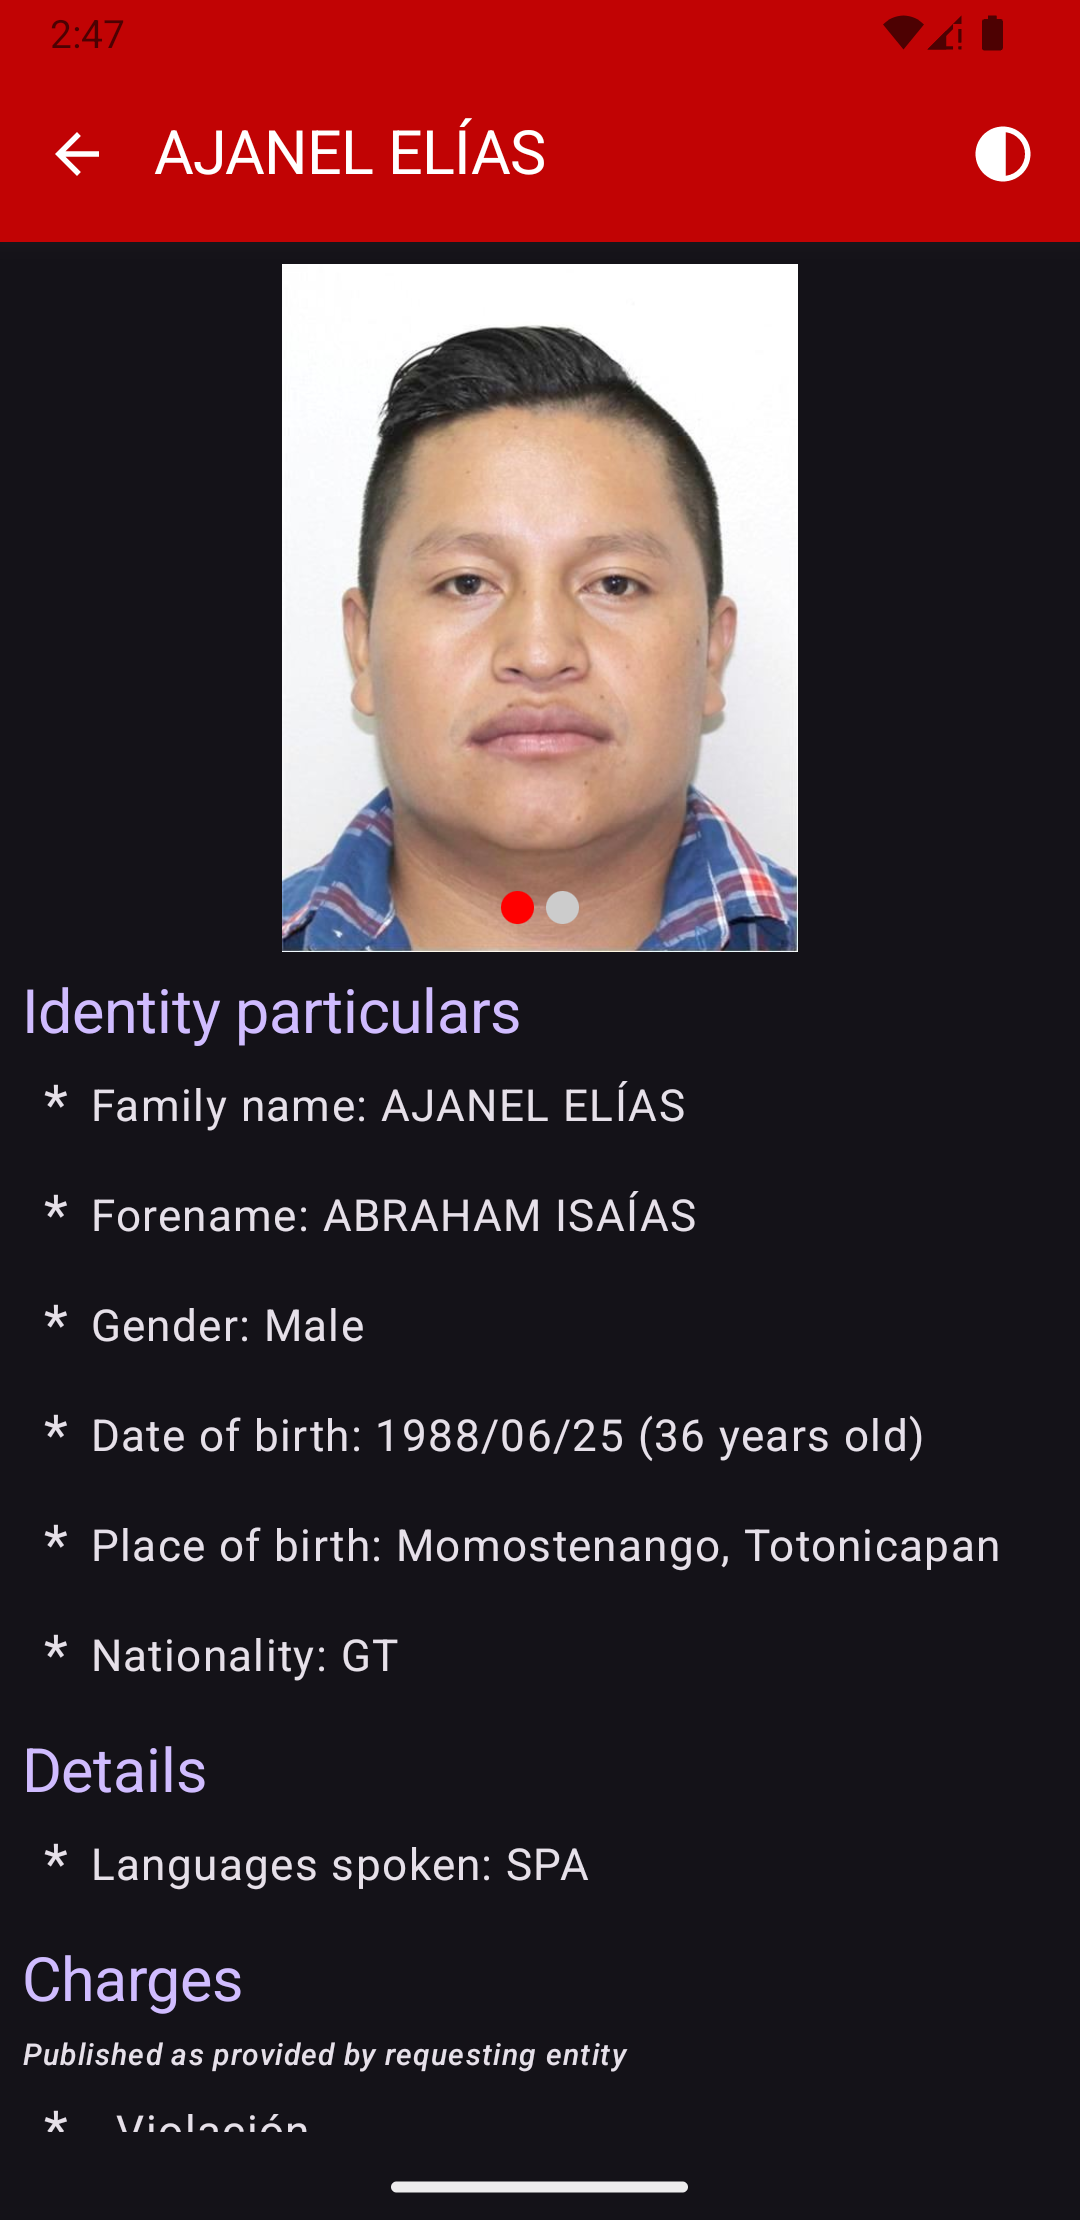 2:47
AJANEL ELÍAS
Identity particulars
* Family name: AJANEL ELÍAS
* Forename: ABRAHAM ISAÍAS
* Gender: Male
* Date of birth: 1988/06/25 (36 years old)
* Place of birth: Momostenango, Totonicapan
* Nationality: GT
Details
* Languages spoken: SPA
Charges
Published as provided by requesting entity
* Violación